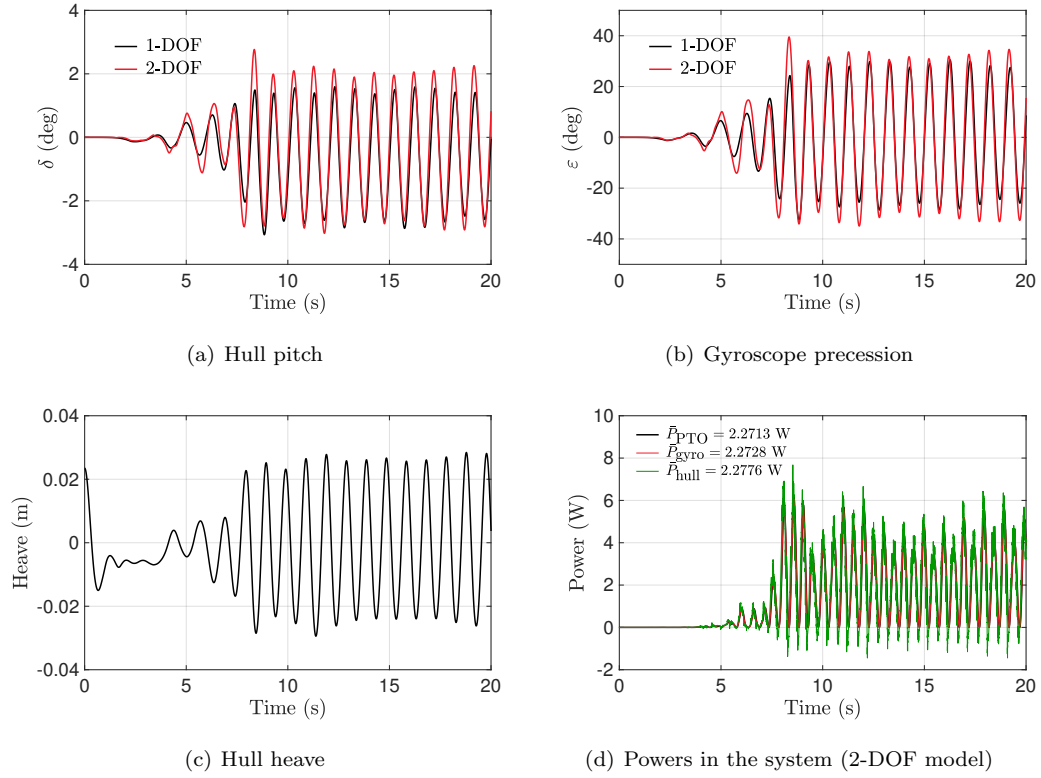 4
2
0
-2
-4
δ (deg)
1-DOF
2-DOF
0 5 10 15 20
Time (s)
(a) Hull pitch
40
20
0
-20
-40
ε (deg)
1-DOF
2-DOF
0 5 10 15 20
Time (s)
(b) Gyroscope precession
0.04
0.02
0
-0.02
-0.04
Heave (m)
0 5 10 15 20
Time (s)
(c) Hull heave
10
8
6
4
2
0
-2
Power (W)
P̄PTO = 2.2713 W
P̄gyro = 2.2728 W
P̄hull = 2.2776 W
0 5 10 15 20
Time (s)
(d) Powers in the system (2-DOF model)